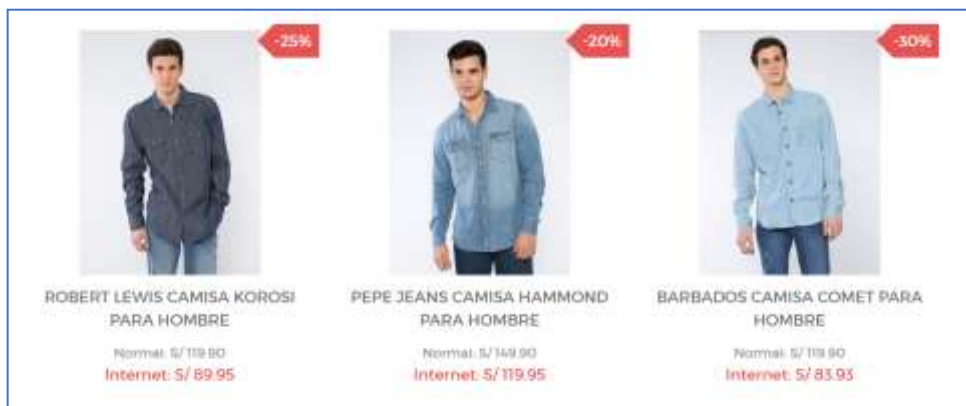 -25%
-20%
-30%
ROBERT LEWIS CAMISA KOROSI
PARA HOMBRE
Normal: S/ 119.90
Internet: S/ 89.95
PEPE JEANS CAMISA HAMMOND
PARA HOMBRE
Normal: S/ 149.90
Internet: S/ 119.95
BARBADOS CAMISA COMET PARA
HOMBRE
Normal: S/ 119.90
Internet: S/ 83.93